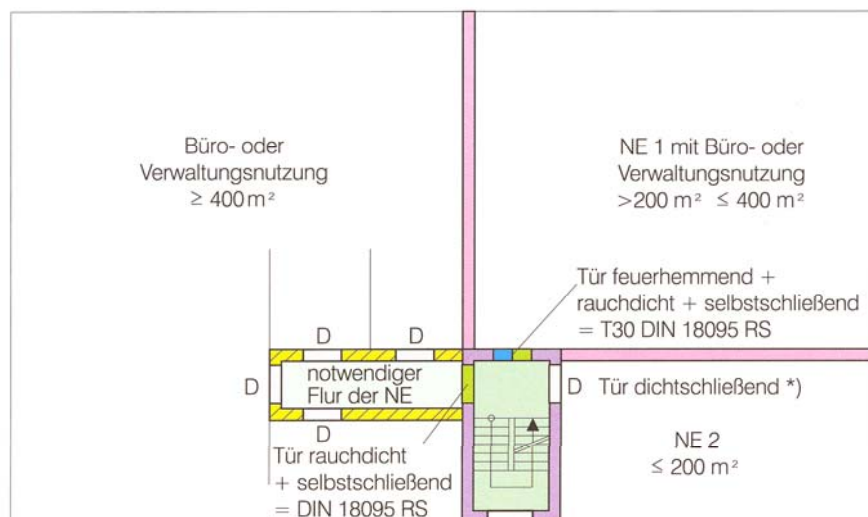 Büro- oder
Verwaltungsnutzung
≥ 400 m²
NE 1 mit Büro- oder
Verwaltungsnutzung
>200 m² ≤ 400 m²
Tür feuerhemmend +
rauchdicht + selbstschließend
= T30 DIN 18095 RS
D
D
D
notwendiger
Flur der NE
D
D
Tür dichtschließend *)
Tür rauchdicht
+ selbstschließend
= DIN 18095 RS
NE 2
≤ 200 m²